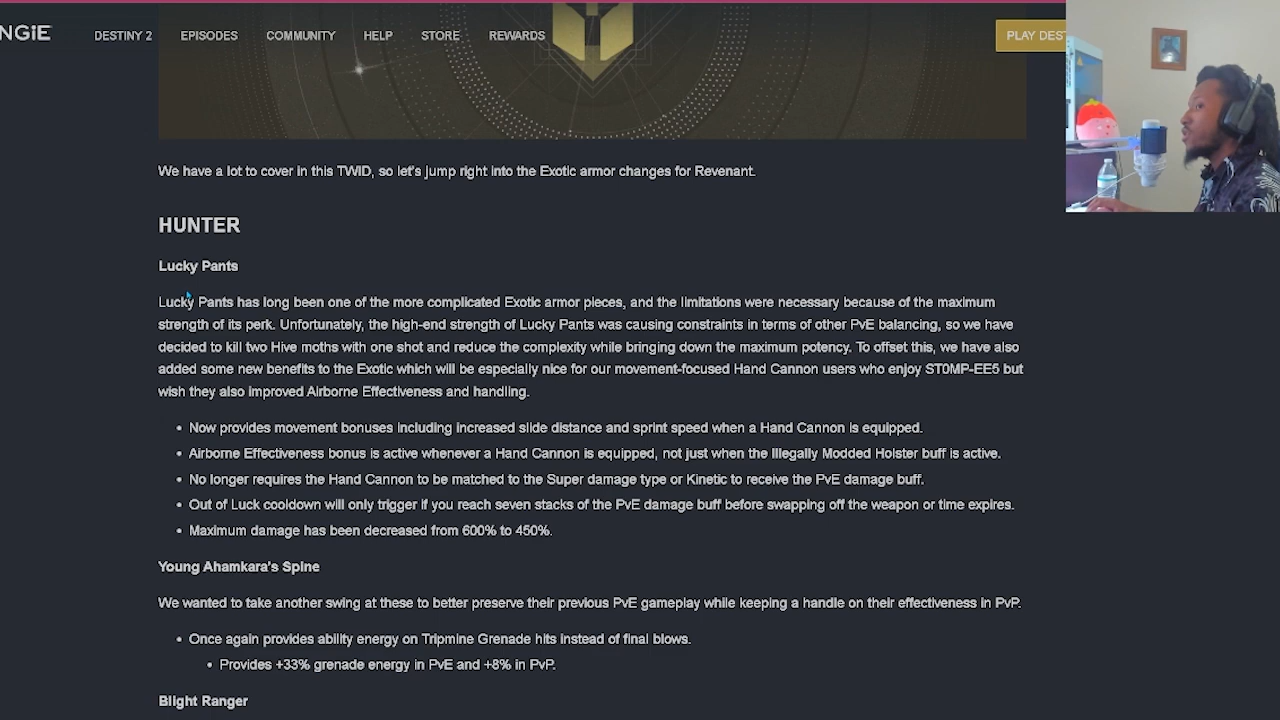 NGiE
DESTINY 2
EPISODES
COMMUNITY
HELP
STORE
REWARDS
PLAY DEST
We have a lot to cover in this TWID, so let's jump right into the Exotic armor changes for Revenant.
HUNTER
Lucky Pants
Lucky Pants has long been one of the more complicated Exotic armor pieces, and the limitations were necessary because of the maximum
strength of its perk. Unfortunately, the high-end strength of Lucky Pants was causing constraints in terms of other PvE balancing, so we have
decided to kill two Hive moths with one shot and reduce the complexity while bringing down the maximum potency. To offset this, we have also
added some new benefits to the Exotic which will be especially nice for our movement-focused Hand Cannon users who enjoy ST0MP-EE5 but
wish they also improved Airborne Effectiveness and handling.
• Now provides movement bonuses including increased slide distance and sprint speed when a Hand Cannon is equipped.
• Airborne Effectiveness bonus is active whenever a Hand Cannon is equipped, not just when the Illegally Modded Holster buff is active.
• No longer requires the Hand Cannon to be matched to the Super damage type or Kinetic to receive the PvE damage buff.
• Out of Luck cooldown will only trigger if you reach seven stacks of the PvE damage buff before swapping off the weapon or time expires.
• Maximum damage has been decreased from 600% to 450%.
Young Ahamkara's Spine
We wanted to take another swing at these to better preserve their previous PvE gameplay while keeping a handle on their effectiveness in PvP.
• Once again provides ability energy on Tripmine Grenade hits instead of final blows.
• Provides +33% grenade energy in PvE and +8% in PvP.
Blight Ranger